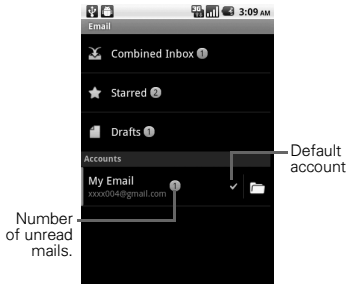 3G
3:09 AM
Email
Combined Inbox 1
Starred 2
Drafts 1
Accounts
My Email 1
xxxx004@gmail.com
Default
account
Number
of unread
mails.